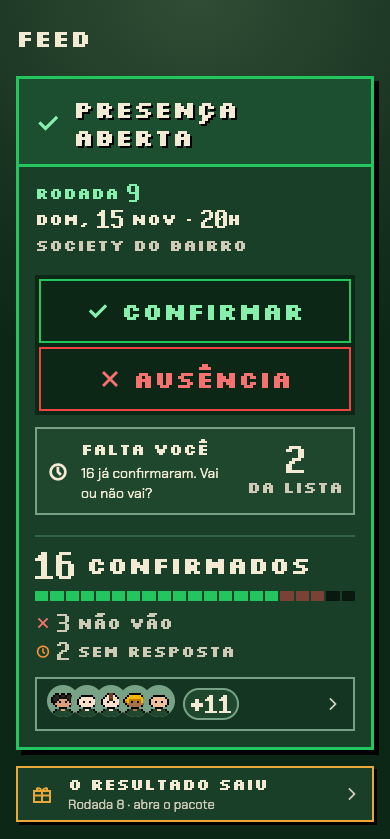 FEED
PRESENÇA
ABERTA
RODADA 9
DOM, 15 NOV · 20H
SOCIETY DO BAIRRO
CONFIRMAR
AUSÊNCIA
FALTA VOCÊ
16 já confirmaram. Vai
ou não vai?
2
DA LISTA
16 CONFIRMADOS
3 NÃO VÃO
2 SEM RESPOSTA
+11
O RESULTADO SAIU
Rodada 8 · abra o pacote